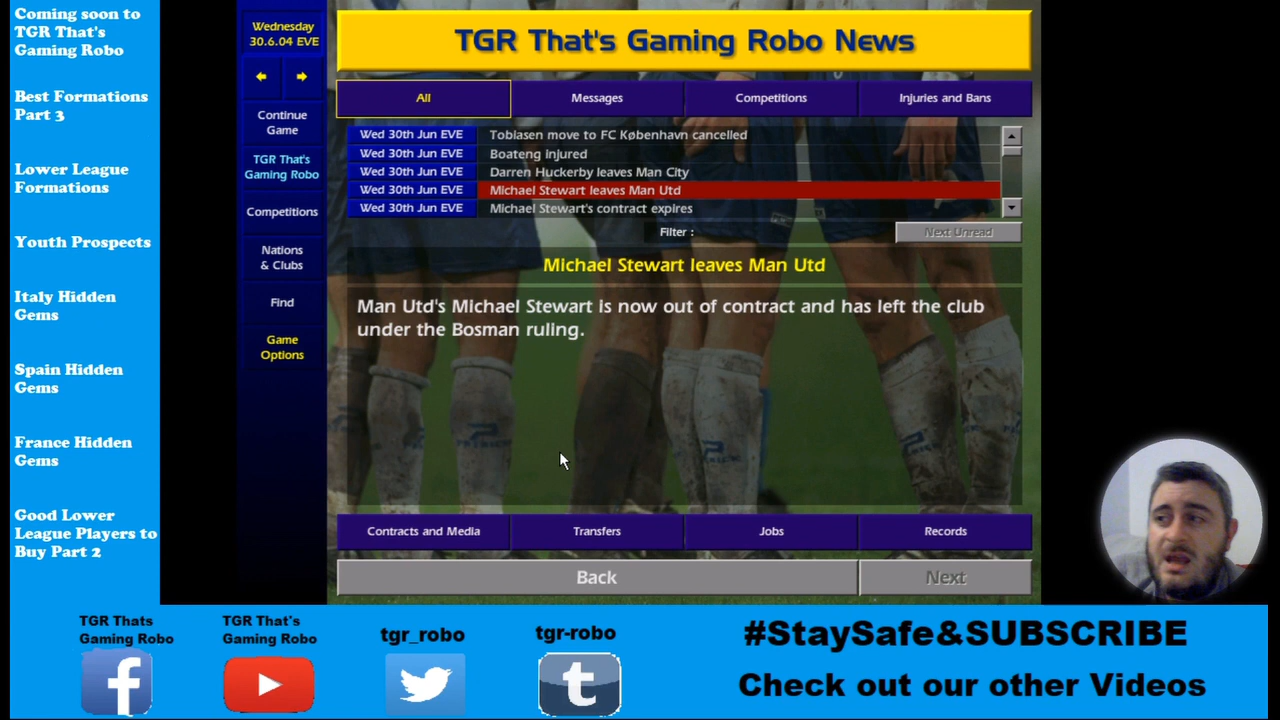 Coming soon to
TGR That's
Gaming Robo
Best Formations
Part 3
Lower League
Formations
Youth Prospects
Italy Hidden
Gems
Spain Hidden
Gems
France Hidden
Gems
Good Lower
League Players to
Buy Part 2
Wednesday
30.6.04 EVE
Continue
Game
TGR That's
Gaming Robo
Competitions
Nations
& Clubs
Find
Game
Options
TGR That's Gaming Robo News
All
Messages
Competitions
Injuries and Bans
Wed 30th Jun EVE Tobiasen move to FC København cancelled
Wed 30th Jun EVE Boateng injured
Wed 30th Jun EVE Darren Huckerby leaves Man City
Wed 30th Jun EVE Michael Stewart leaves Man Utd
Wed 30th Jun EVE Michael Stewart's contract expires
Filter :
Next Unread
Michael Stewart leaves Man Utd
Man Utd's Michael Stewart is now out of contract and has left the club
under the Bosman ruling.
Contracts and Media
Transfers
Jobs
Records
Back
Next
TGR Thats
Gaming Robo
TGR That's
Gaming Robo
tgr_robo
tgr-robo
#StaySafe&SUBSCRIBE
Check out our other Videos